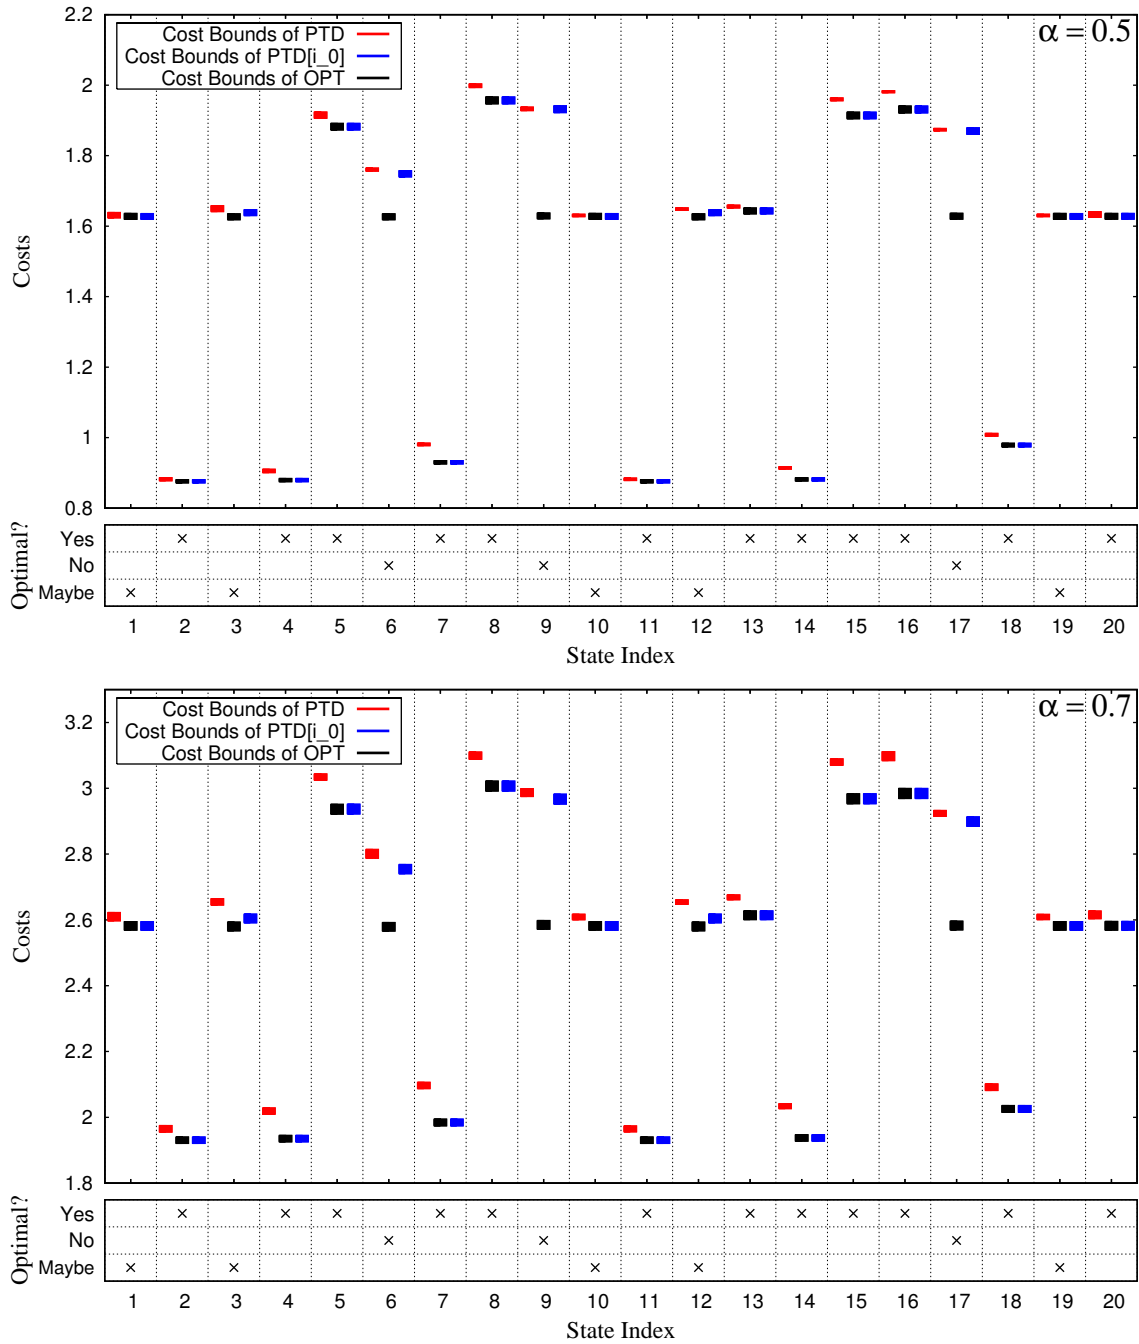 α = 0.5
Cost Bounds of PTD
Cost Bounds of PTD[i_0]
Cost Bounds of OPT
Costs
2.2
2
1.8
1.6
1.4
1.2
1
0.8
Optimal?
Yes
No
Maybe
1 2 3 4 5 6 7 8 9 10 11 12 13 14 15 16 17 18 19 20
State Index
α = 0.7
Cost Bounds of PTD
Cost Bounds of PTD[i_0]
Cost Bounds of OPT
Costs
3.2
3
2.8
2.6
2.4
2.2
2
1.8
Optimal?
Yes
No
Maybe
1 2 3 4 5 6 7 8 9 10 11 12 13 14 15 16 17 18 19 20
State Index